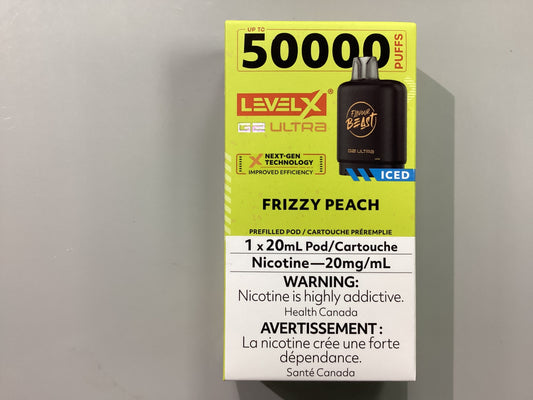 UP TO
50000
PUFFS
LEVEL X®
G2 ULTRA
FLAVOUR
BEAST
G2 ULTRA
X NEXT-GEN
TECHNOLOGY
IMPROVED EFFICIENCY
ICED
FRIZZY PEACH
PREFILLED POD / CARTOUCHE PRÉREMPLIE
1 x 20mL Pod/Cartouche
Nicotine—20mg/mL
WARNING:
Nicotine is highly addictive.
Health Canada
AVERTISSEMENT :
La nicotine crée une forte
dépendance.
Santé Canada